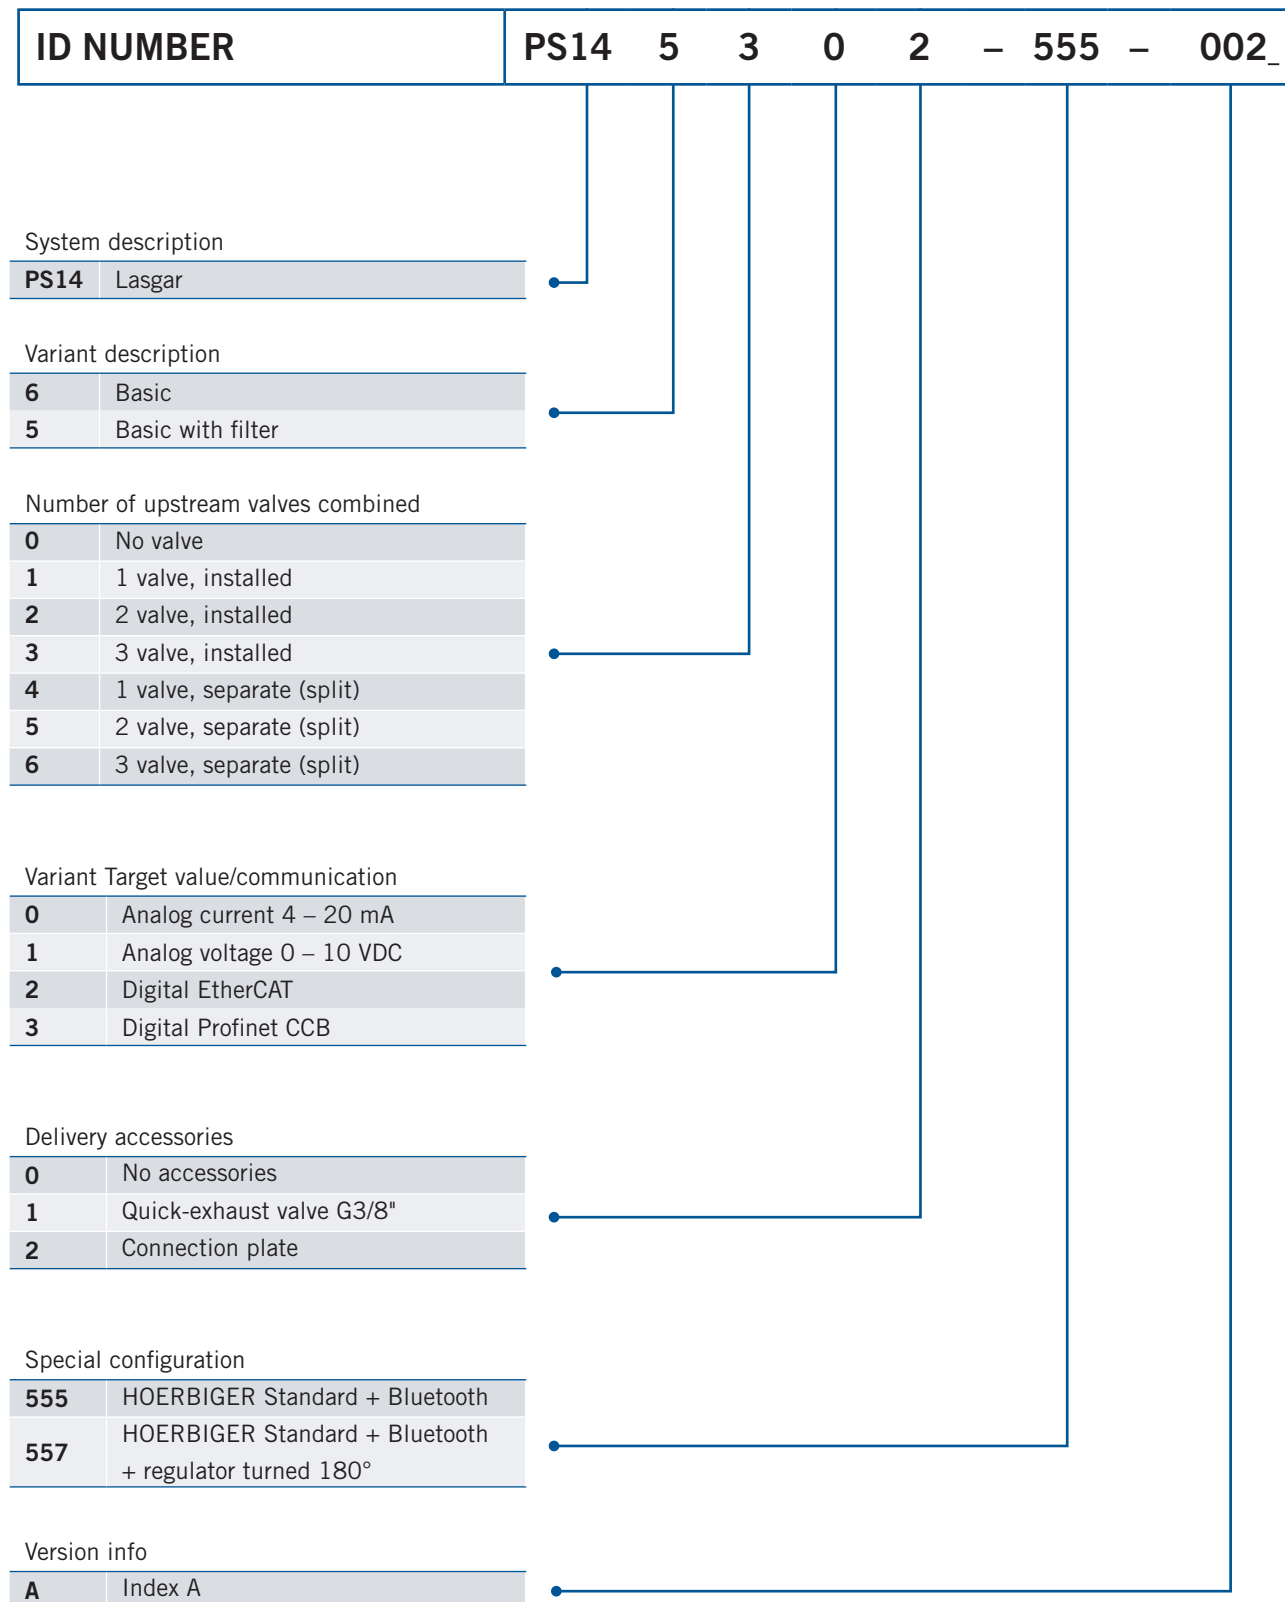 ID NUMBER PS14 5 3 0 2 – 555 – 002_
System description
PS14 Lasgar
Variant description
6 Basic
5 Basic with filter
Number of upstream valves combined
0 No valve
1 1 valve, installed
2 2 valve, installed
3 3 valve, installed
4 1 valve, separate (split)
5 2 valve, separate (split)
6 3 valve, separate (split)
Variant Target value/communication
0 Analog current 4 – 20 mA
1 Analog voltage 0 – 10 VDC
2 Digital EtherCAT
3 Digital Profinet CCB
Delivery accessories
0 No accessories
1 Quick-exhaust valve G3/8"
2 Connection plate
Special configuration
555 HOERBIGER Standard + Bluetooth
557 HOERBIGER Standard + Bluetooth
+ regulator turned 180°
Version info
A Index A